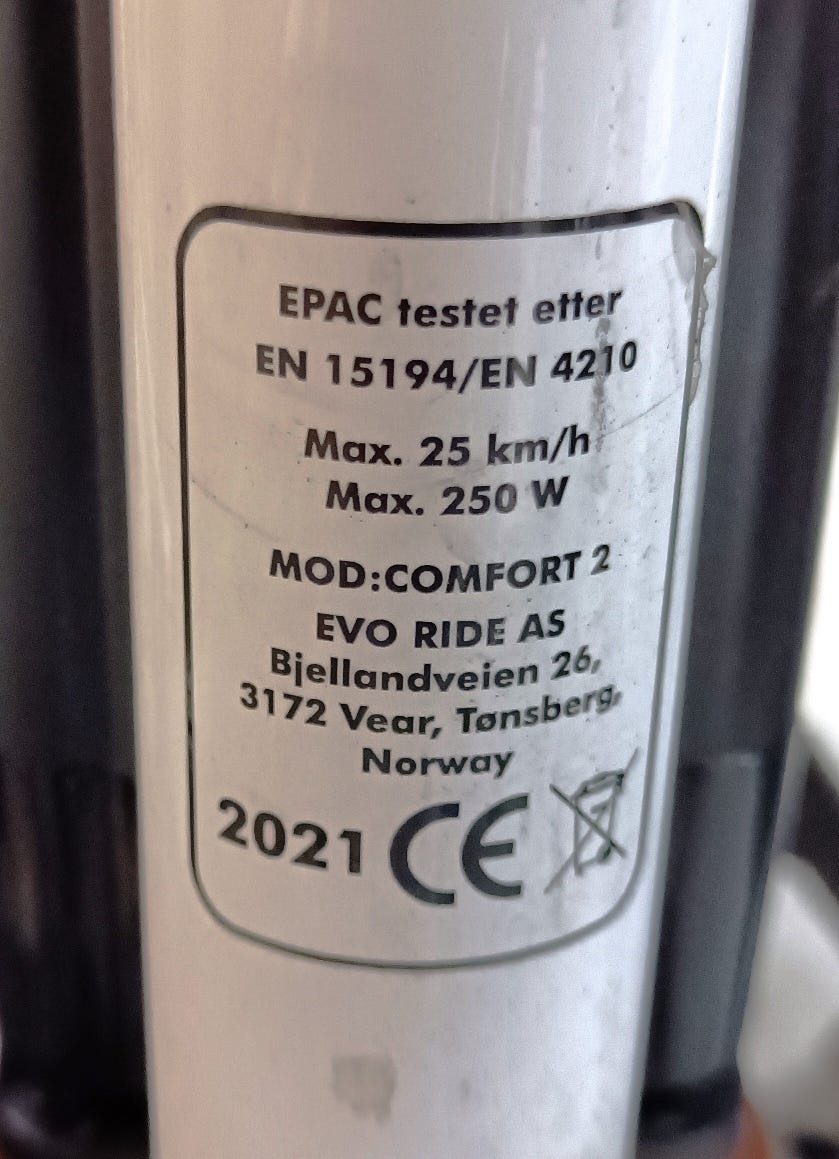 EPAC testet etter
EN 15194/EN 4210
Max. 25 km/h
Max. 250 W
MOD:COMFORT 2
EVO RIDE AS
Bjellandveien 26,
3172 Vear, Tønsberg,
Norway
2021 CE